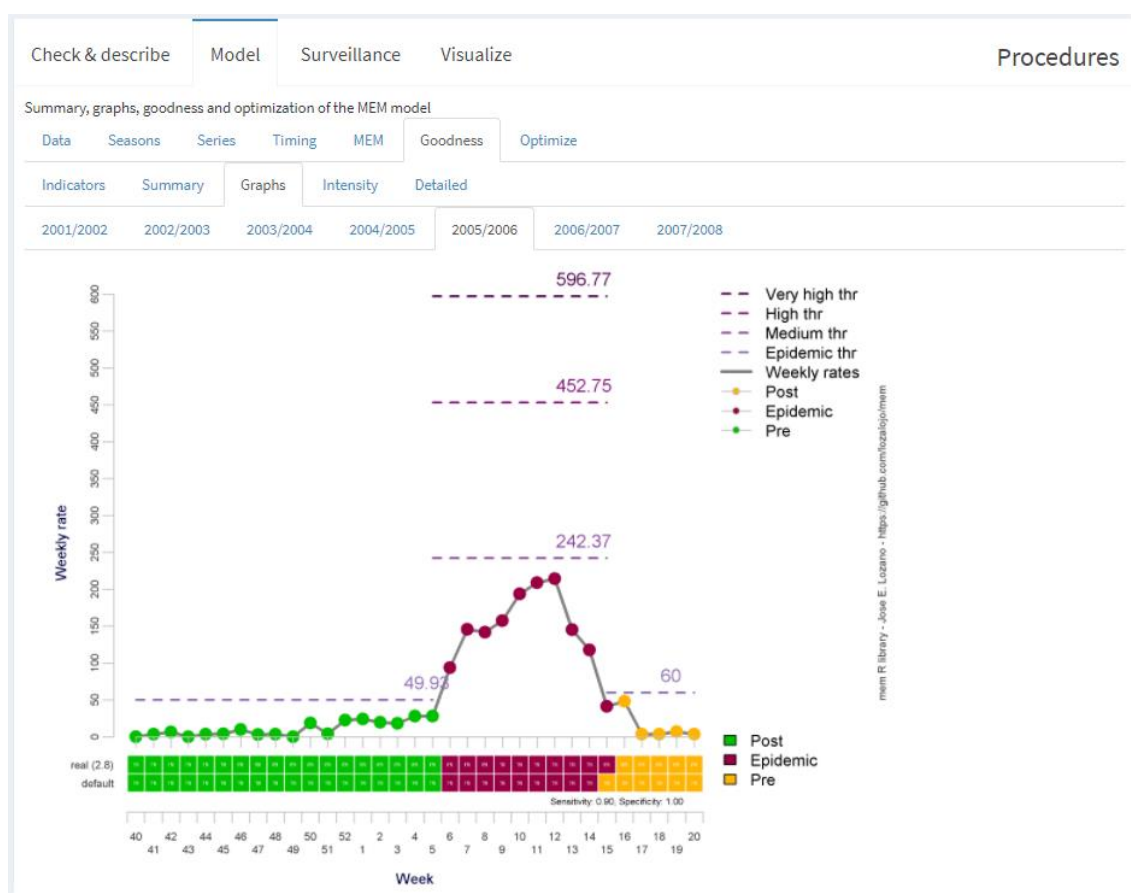 Check & describe Model Surveillance Visualize Procedures
Summary, graphs, goodness and optimization of the MEM model
Data Seasons Series Timing MEM Goodness Optimize
Indicators Summary Graphs Intensity Detailed
2001/2002 2002/2003 2003/2004 2004/2005 2005/2006 2006/2007 2007/2008
596.77
452.75
242.37
49.93
60
600
550
500
450
400
350
300
250
200
150
100
50
0
Weekly rate
Very high thr
High thr
Medium thr
Epidemic thr
Weekly rates
Post
Epidemic
Pre
mem R library - Jose E. Lozano - https://github.com/lozalojo/mem
real (2.8)
default
Post
Epidemic
Pre
Sensitivity: 0.90, Specificity: 1.00
40 42 44 46 48 50 52 2 4 6 8 10 12 14 16 18 20
41 43 45 47 49 51 1 3 5 7 9 11 13 15 17 19
Week